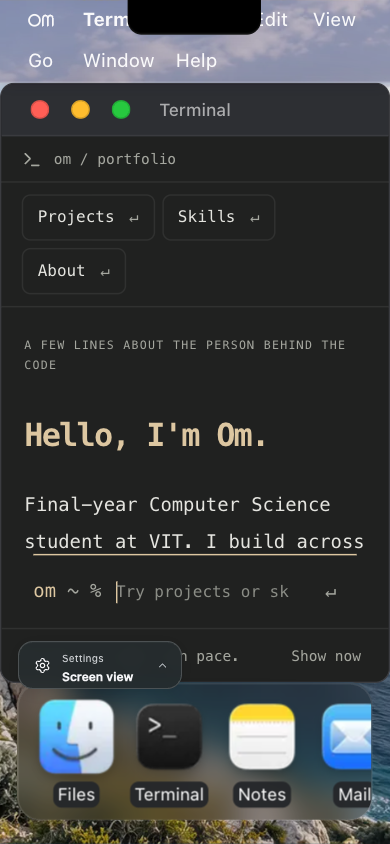 om Term Edit View
Go Window Help
Terminal
>_ om / portfolio
Projects ↵ Skills ↵
About ↵
A FEW LINES ABOUT THE PERSON BEHIND THE
CODE
Hello, I'm Om.
Final-year Computer Science
student at VIT. I build across
om ~ % Try projects or sk ↵
n pace. Show now
Settings
Screen view
Files Terminal Notes Mail